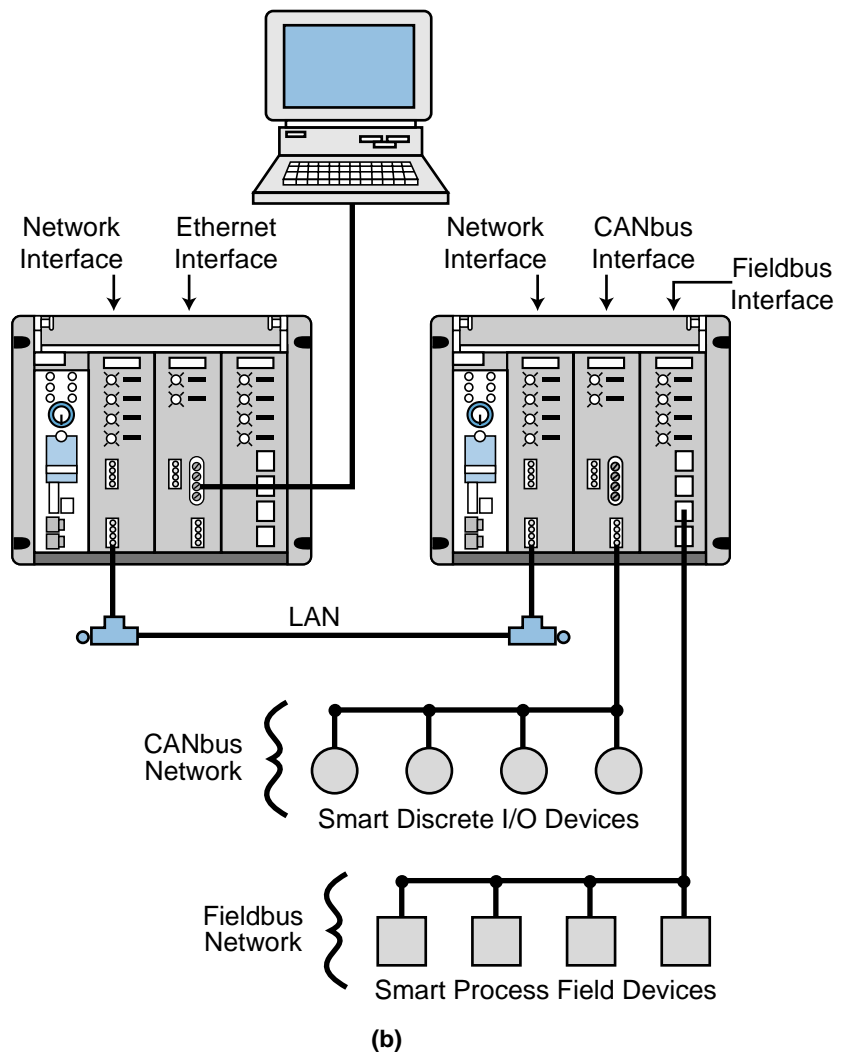 Network
Interface
Ethernet
Interface
Network
Interface
CANbus
Interface
Fieldbus
Interface
LAN
CANbus
Network
Smart Discrete I/O Devices
Fieldbus
Network
Smart Process Field Devices
(b)